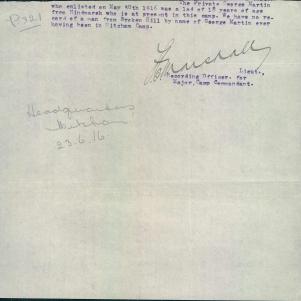 B321
The Private George Martin
who enlisted on May 40th 1916 was a lad of 18 years of age
from Hindmarsh who is at present in this camp. We have no re-
cord of a man from Broken Hill by name of George Martin ever
having been in Mitcham Camp.
Lieut.,
Recording Officer. for
Major, Camp Commandant.
Headquarters
Mitcham
23.6.16